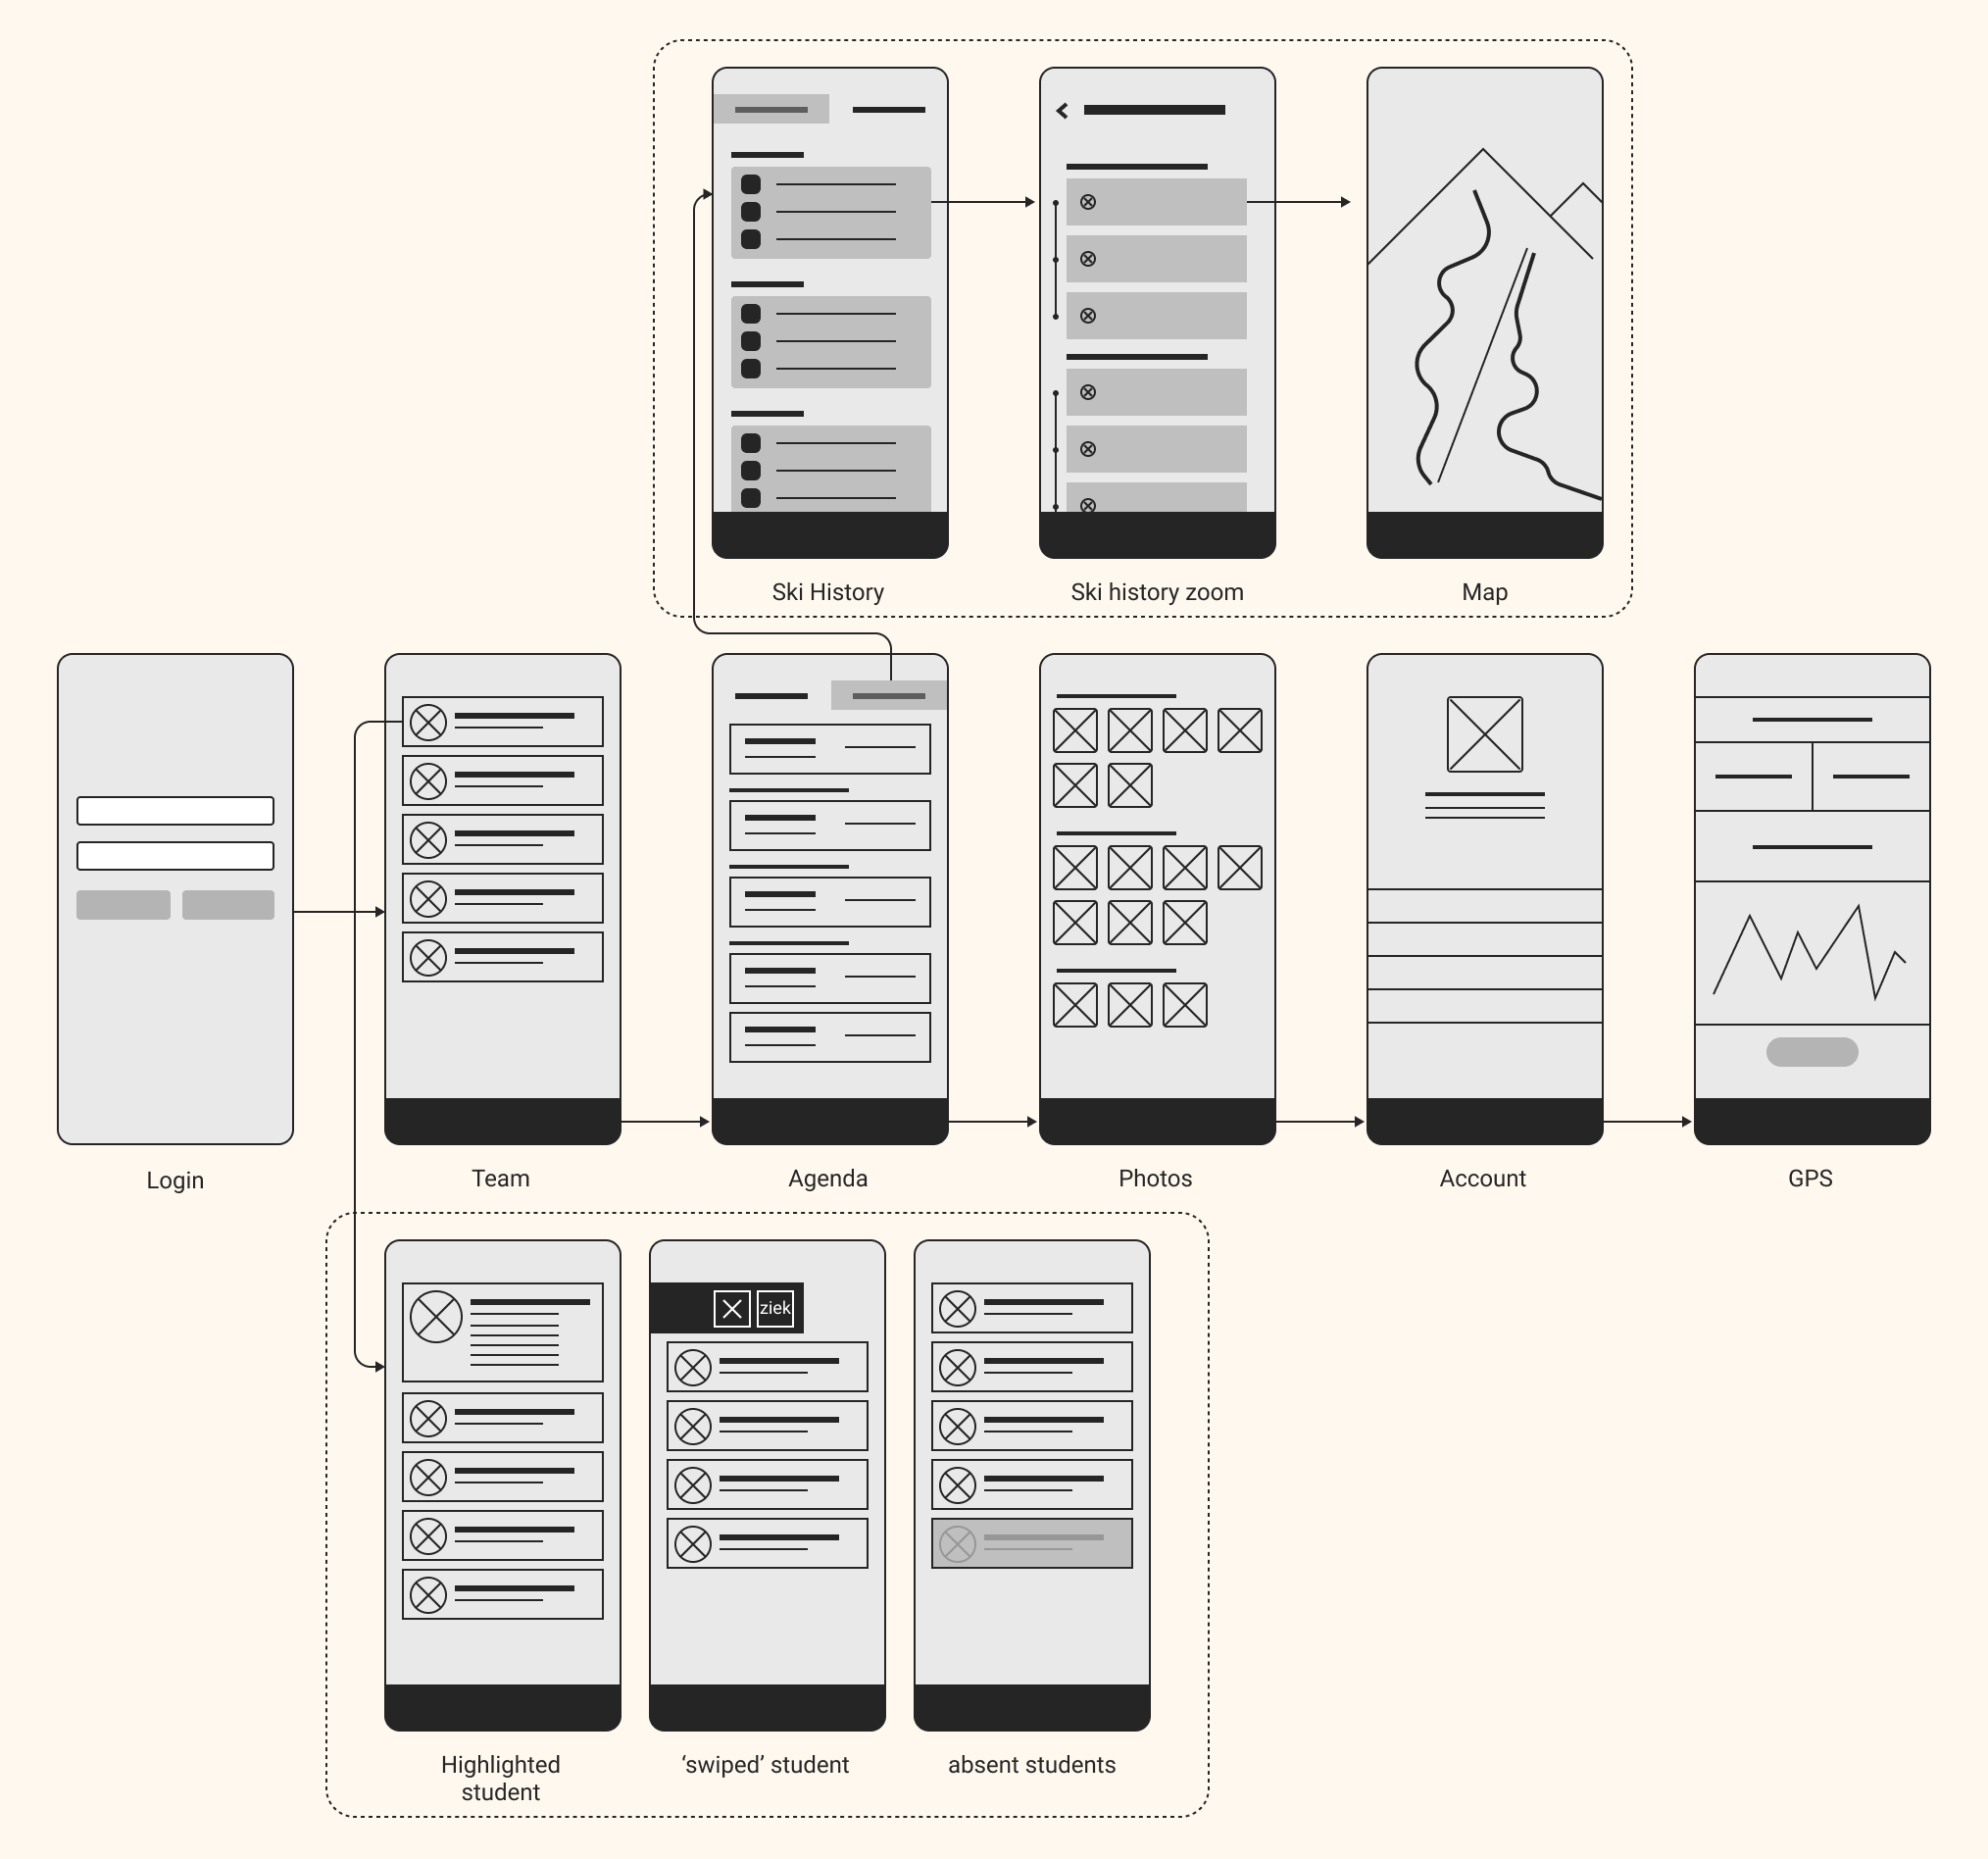 Ski History
Ski history zoom
Map
Login
Team
Agenda
Photos
Account
GPS
ziek
Highlighted
student
‘swiped’ student
absent students